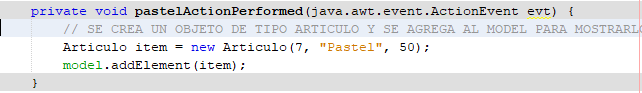 private void pastelActionPerformed(java.awt.event.ActionEvent evt) {
// SE CREA UN OBJETO DE TIPO ARTICULO Y SE AGREGA AL MODEL PARA MOSTRARLO
Articulo item = new Articulo(7, "Pastel", 50);
model.addElement(item);
}